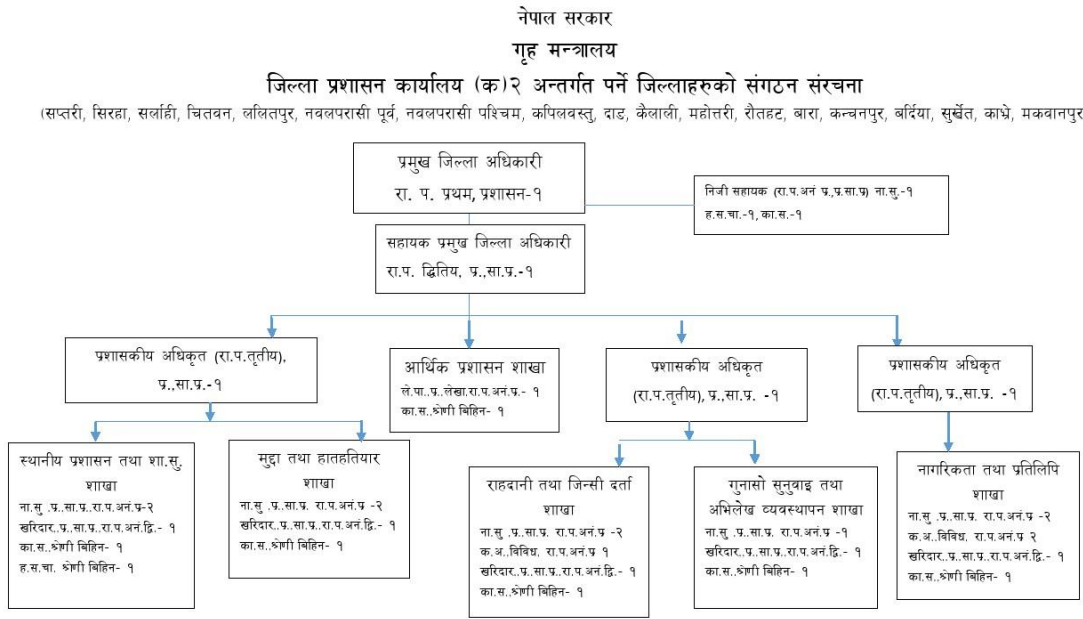 नेपाल सरकार
गृह मन्त्रालय
जिल्ला प्रशासन कार्यालय (क)२ अन्तर्गत पर्ने जिल्लाहरुको संगठन संरचना
(सप्तरी, सिरहा, सर्लाही, चितवन, ललितपुर, नवलपरासी पूर्व, नवलपरासी पश्चिम, कपिलवस्तु, दाङ, कैलाली, महोत्तरी, रौतहट, बारा, कन्चनपुर, बर्दिया, सुर्खेत, काभ्रे, मकवानपुर
प्रमुख जिल्ला अधिकारी
रा. प. प्रथम, प्रशासन-१
निजी सहायक (रा.प.अनं प्र.,प्र.सा.प्र) ना.सु.-१
ह.स.चा.-१, का.स.-१
सहायक प्रमुख जिल्ला अधिकारी
रा.प. द्धितिय, प्र.,सा.प्र.-१
प्रशासकीय अधिकृत (रा.प.तृतीय),
प्र.,सा.प्र.-१
आर्थिक प्रशासन शाखा
ले.पा..प्र..लेखा.रा.प.अनं.प्र.- १
का.स..श्रेणी बिहिन- १
प्रशासकीय अधिकृत
(रा.प.तृतीय), प्र.,सा.प्र. -१
प्रशासकीय अधिकृत
(रा.प.तृतीय), प्र.,सा.प्र. -१
स्थानीय प्रशासन तथा शा.सु.
शाखा
ना.सु .प्र..सा.प्र..रा.प.अनं.प्र-२
खरिदार..प्र..सा.प्र..रा.प.अनं.द्वि.- १
का.स..श्रेणी बिहिन- १
ह.स.चा. श्रेणी बिहिन- १
मुद्दा तथा हातहतियार
शाखा
ना.सु .प्र..सा.प्र. रा.प.अनं.प्र -२
खरिदार..प्र..सा.प्र..रा.प.अनं.द्वि.- १
का.स..श्रेणी बिहिन- १
राहदानी तथा जिन्सी दर्ता
शाखा
ना.सु .प्र..सा.प्र. रा.प.अनं.प्र -२
क.अ..विविध. रा.प.अनं.प्र १
खरिदार..प्र..सा.प्र..रा.प.अनं.द्वि.- १
का.स..श्रेणी बिहिन- १
गुनासो सुनुवाइ तथा
अभिलेख व्यवस्थापन शाखा
ना.सु .प्र..सा.प्र. रा.प.अनं.प्र -१
खरिदार..प्र..सा.प्र..रा.प.अनं.द्वि.- १
का.स..श्रेणी बिहिन- १
नागरिकता तथा प्रतिलिपि
शाखा
ना.सु .प्र..सा.प्र. रा.प.अनं.प्र -२
क.अ..विविध. रा.प.अनं.प्र २
खरिदार..प्र..सा.प्र..रा.प.अनं.द्वि.- १
का.स..श्रेणी बिहिन- १